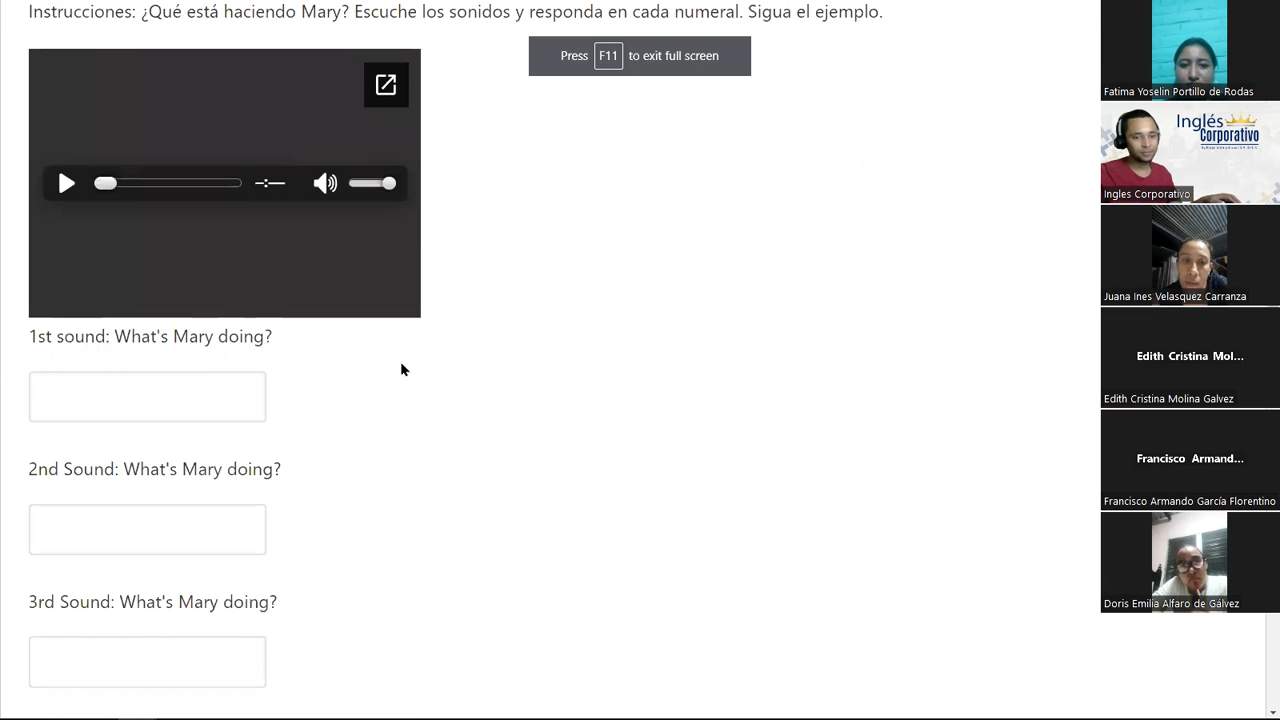 Instrucciones: ¿Qué está haciendo Mary? Escuche los sonidos y responda en cada numeral. Sigua el ejemplo.
Press F11 to exit full screen
1st sound: What's Mary doing?
2nd Sound: What's Mary doing?
3rd Sound: What's Mary doing?
Fatima Yoselin Portillo de Rodas
Inglés
Corporativo
Ingles Corporativo
Juana Ines Velasquez Carranza
Edith Cristina Mol...
Edith Cristina Molina Galvez
Francisco Armand...
Francisco Armando García Florentino
Doris Emilia Alfaro de Gálvez